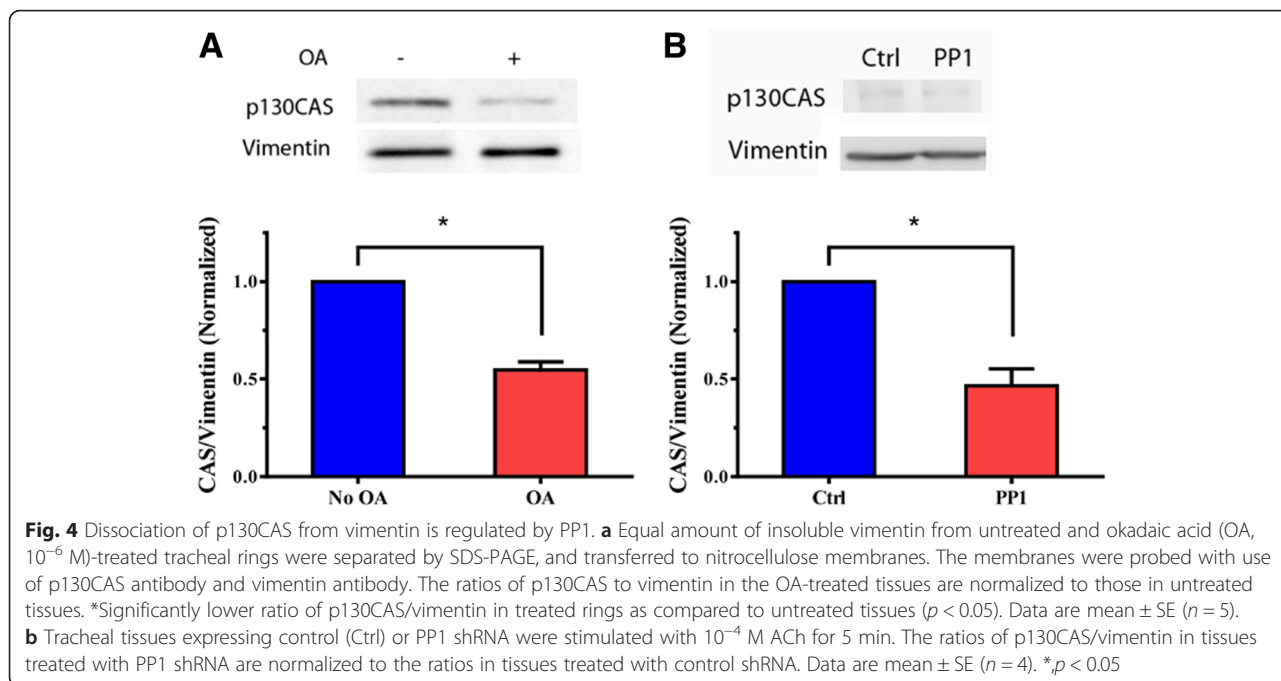 A
B
OA - +
p130CAS
Vimentin
Ctrl PP1
p130CAS
Vimentin
CAS/Vimentin (Normalized)
1.0
0.5
0.0
*
No OA OA
CAS/Vimentin (Normalized)
1.0
0.5
0.0
*
Ctrl PP1
Fig. 4 Dissociation of p130CAS from vimentin is regulated by PP1. a Equal amount of insoluble vimentin from untreated and okadaic acid (OA,
10⁻⁶ M)-treated tracheal rings were separated by SDS-PAGE, and transferred to nitrocellulose membranes. The membranes were probed with use
of p130CAS antibody and vimentin antibody. The ratios of p130CAS to vimentin in the OA-treated tissues are normalized to those in untreated
tissues. *Significantly lower ratio of p130CAS/vimentin in treated rings as compared to untreated tissues (p < 0.05). Data are mean ± SE (n = 5).
b Tracheal tissues expressing control (Ctrl) or PP1 shRNA were stimulated with 10⁻⁴ M ACh for 5 min. The ratios of p130CAS/vimentin in tissues
treated with PP1 shRNA are normalized to the ratios in tissues treated with control shRNA. Data are mean ± SE (n = 4). *,p < 0.05